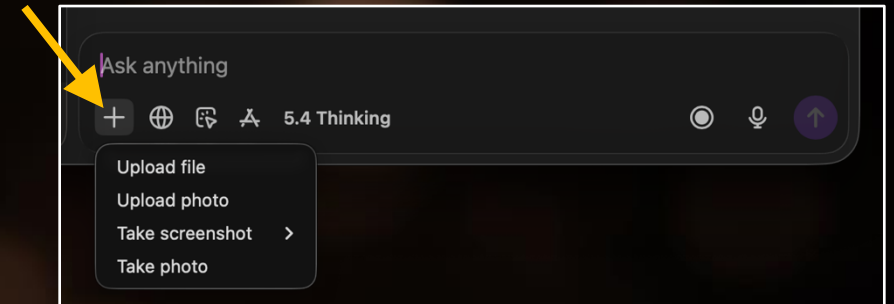 Ask anything
5.4 Thinking
Upload file
Upload photo
Take screenshot
Take photo